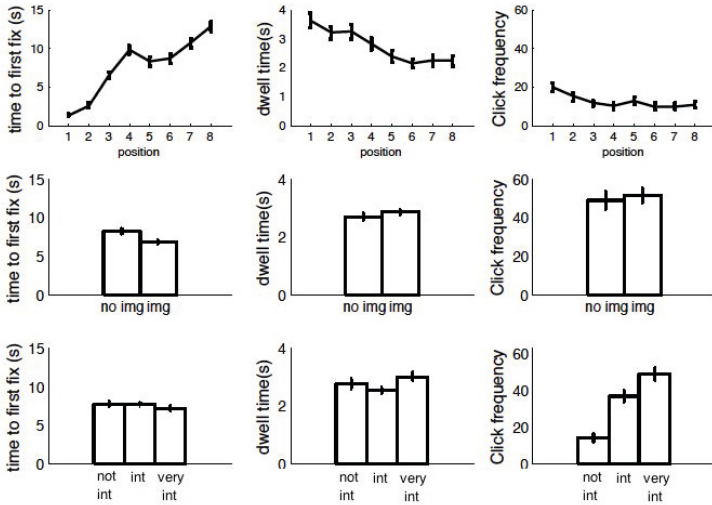 time to first fix (s)
15
10
5
0
1 2 3 4 5 6 7 8
position
dwell time(s)
4
3
2
1
0
1 2 3 4 5 6 7 8
position
Click frequency
60
40
20
0
1 2 3 4 5 6 7 8
position
time to first fix (s)
15
10
5
0
no img img
dwell time(s)
4
2
0
no img img
Click frequency
60
40
20
0
no img img
time to first fix (s)
15
10
5
0
not int very
int int
dwell time(s)
4
2
0
not int very
int int
Click frequency
60
40
20
0
not int very
int int